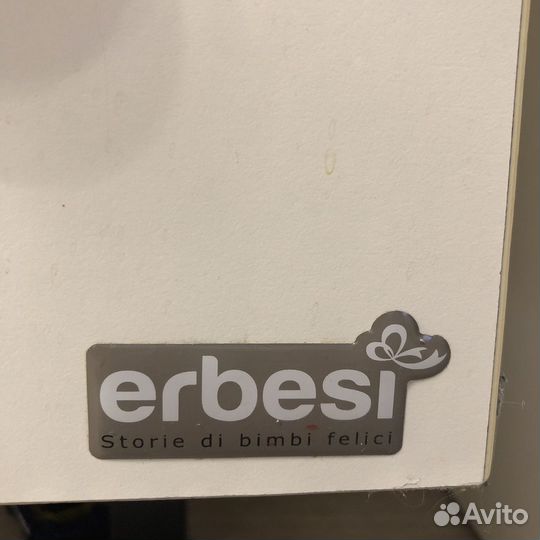 erbesi
Storie di bimbi felici
Avito